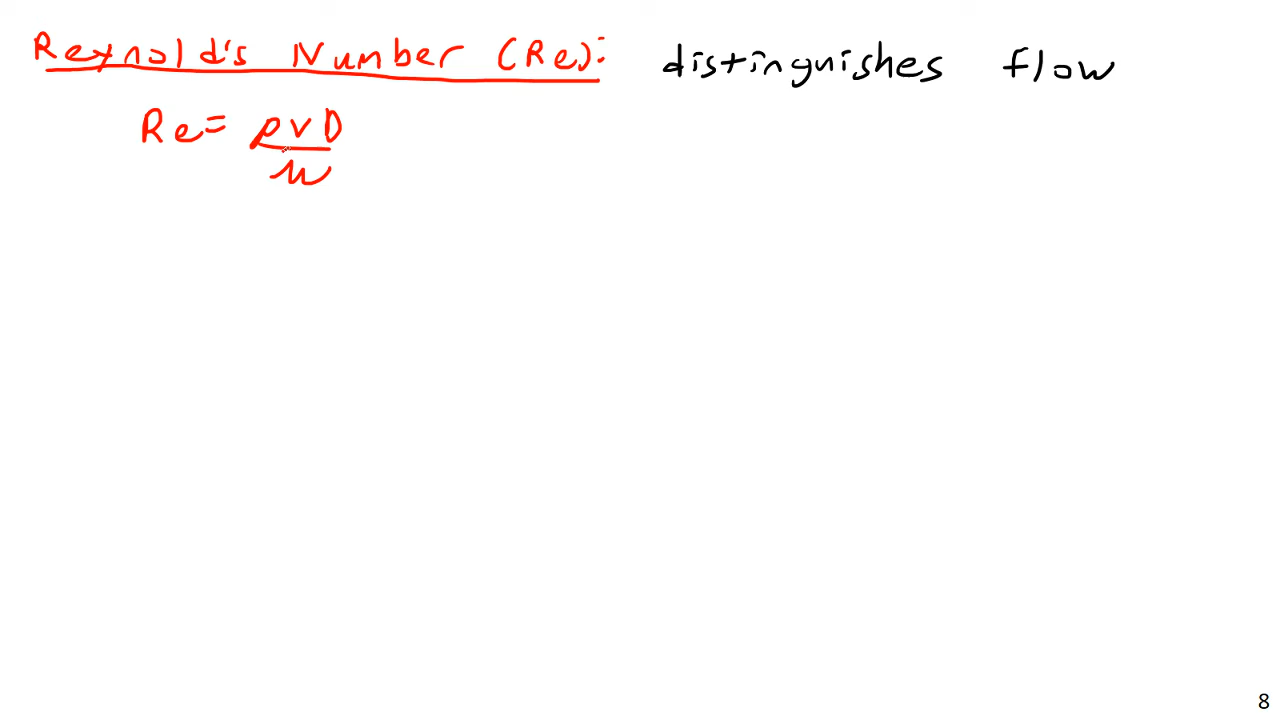 Reynold's Number (Re): distinguishes flow
Re = ρvD
μ
8